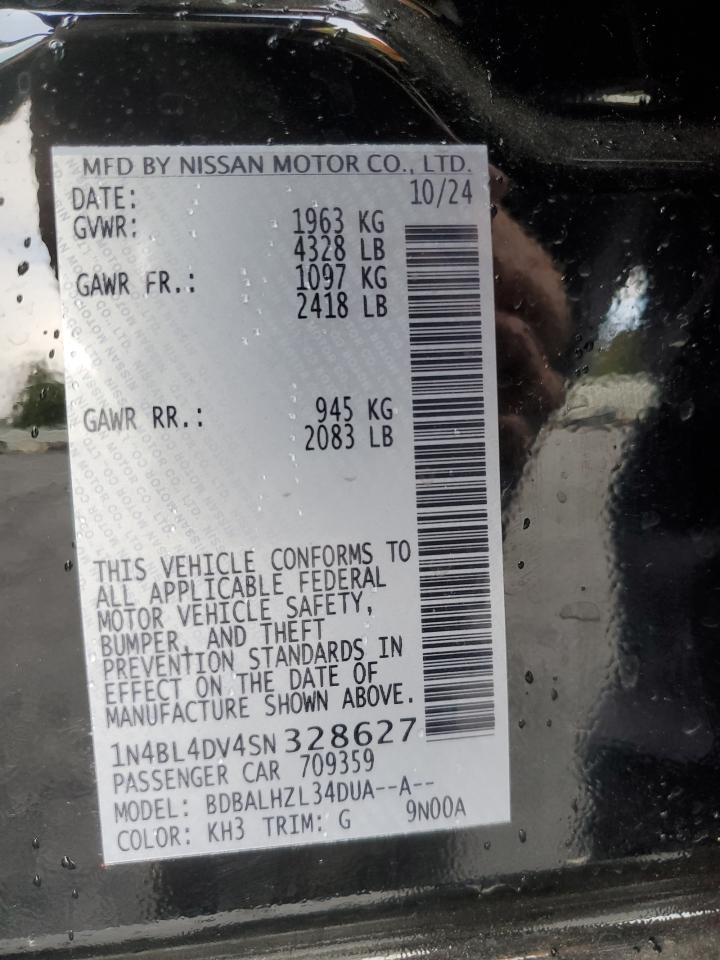 MFD BY NISSAN MOTOR CO., LTD.
DATE: 10/24
GVWR: 1963 KG
4328 LB
GAWR FR.: 1097 KG
2418 LB
GAWR RR.: 945 KG
2083 LB
THIS VEHICLE CONFORMS TO
ALL APPLICABLE FEDERAL
MOTOR VEHICLE SAFETY,
BUMPER, AND THEFT
PREVENTION STANDARDS IN
EFFECT ON THE DATE OF
MANUFACTURE SHOWN ABOVE.
1N4BL4DV4SN 328627
PASSENGER CAR 709359
MODEL: BDBALHZL34DUA--A--
COLOR: KH3 TRIM: G 9N00A